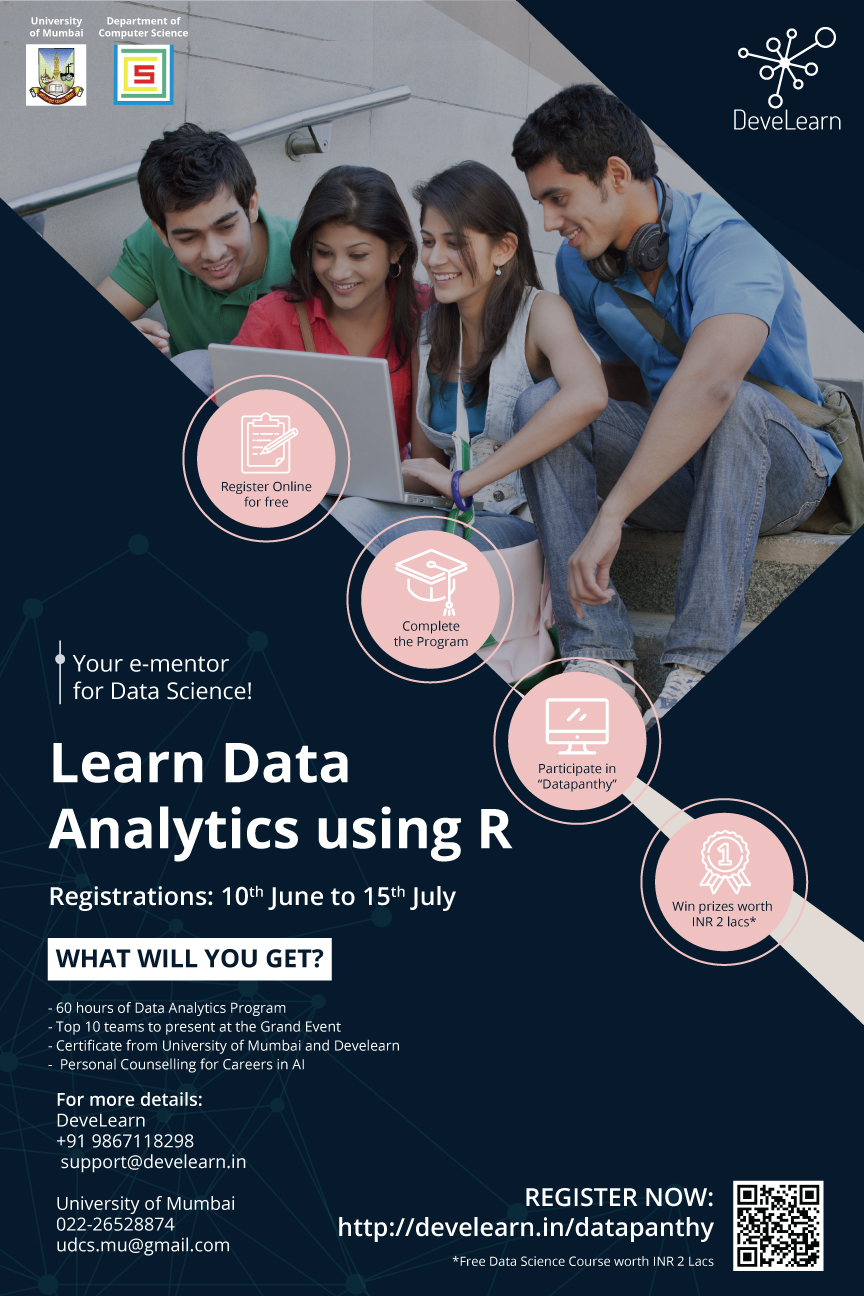 University
of Mumbai
Department of
Computer Science
S
DeveLearn
Register Online
for free
Complete
the Program
Your e-mentor
for Data Science!
Learn Data
Analytics using R
Participate in
“Datapanthy”
1
Win prizes worth
INR 2 lacs*
Registrations: 10th June to 15th July
WHAT WILL YOU GET?
- 60 hours of Data Analytics Program
- Top 10 teams to present at the Grand Event
- Certificate from University of Mumbai and Develearn
- Personal Counselling for Careers in AI
For more details:
DeveLearn
+91 9867118298
support@develearn.in
University of Mumbai
022-26528874
udcs.mu@gmail.com
REGISTER NOW:
http://develearn.in/datapanthy
*Free Data Science Course worth INR 2 Lacs